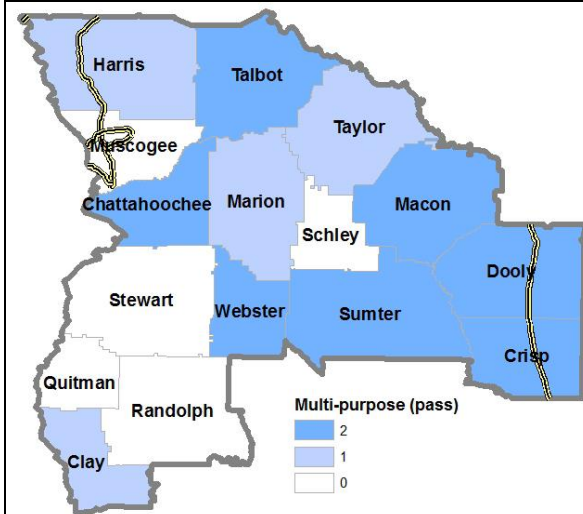 Harris
Talbot
Taylor
Muscogee
Chattahoochee
Marion
Macon
Schley
Dooly
Stewart
Webster
Sumter
Crisp
Quitman
Randolph
Clay
Multi-purpose (pass)
2
1
0